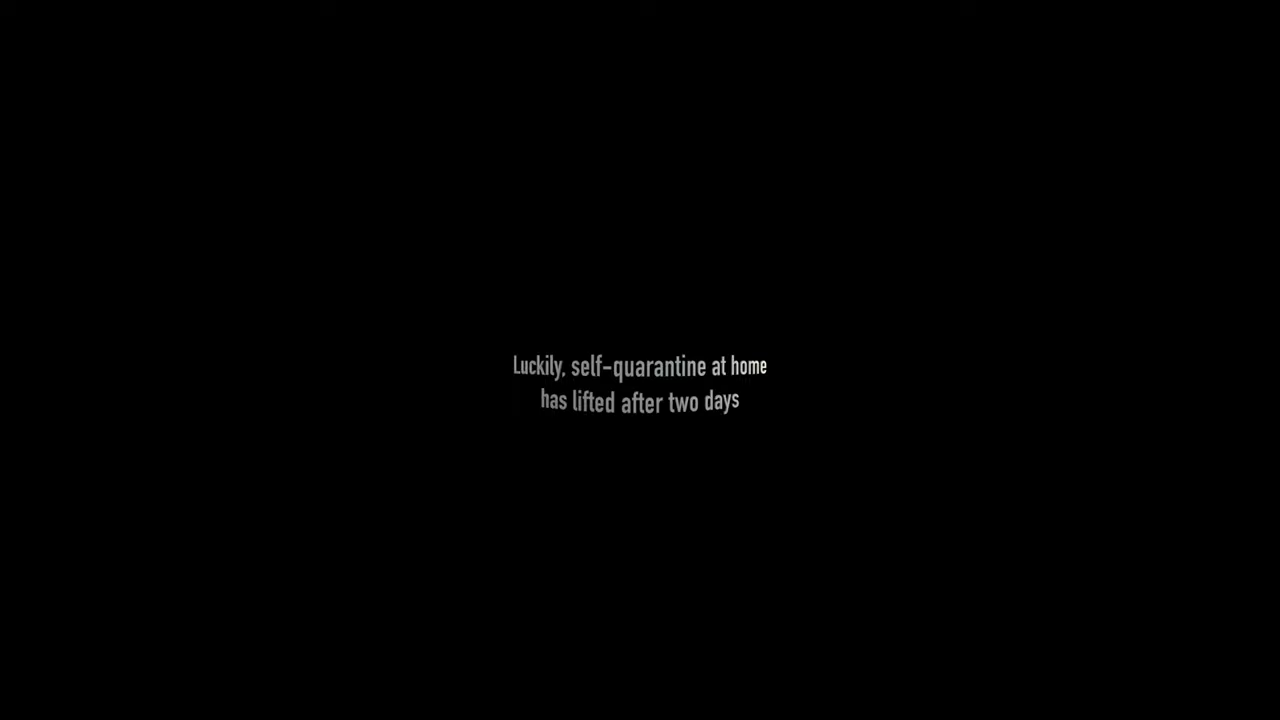 Luckily, self-quarantine at home
has lifted after two days